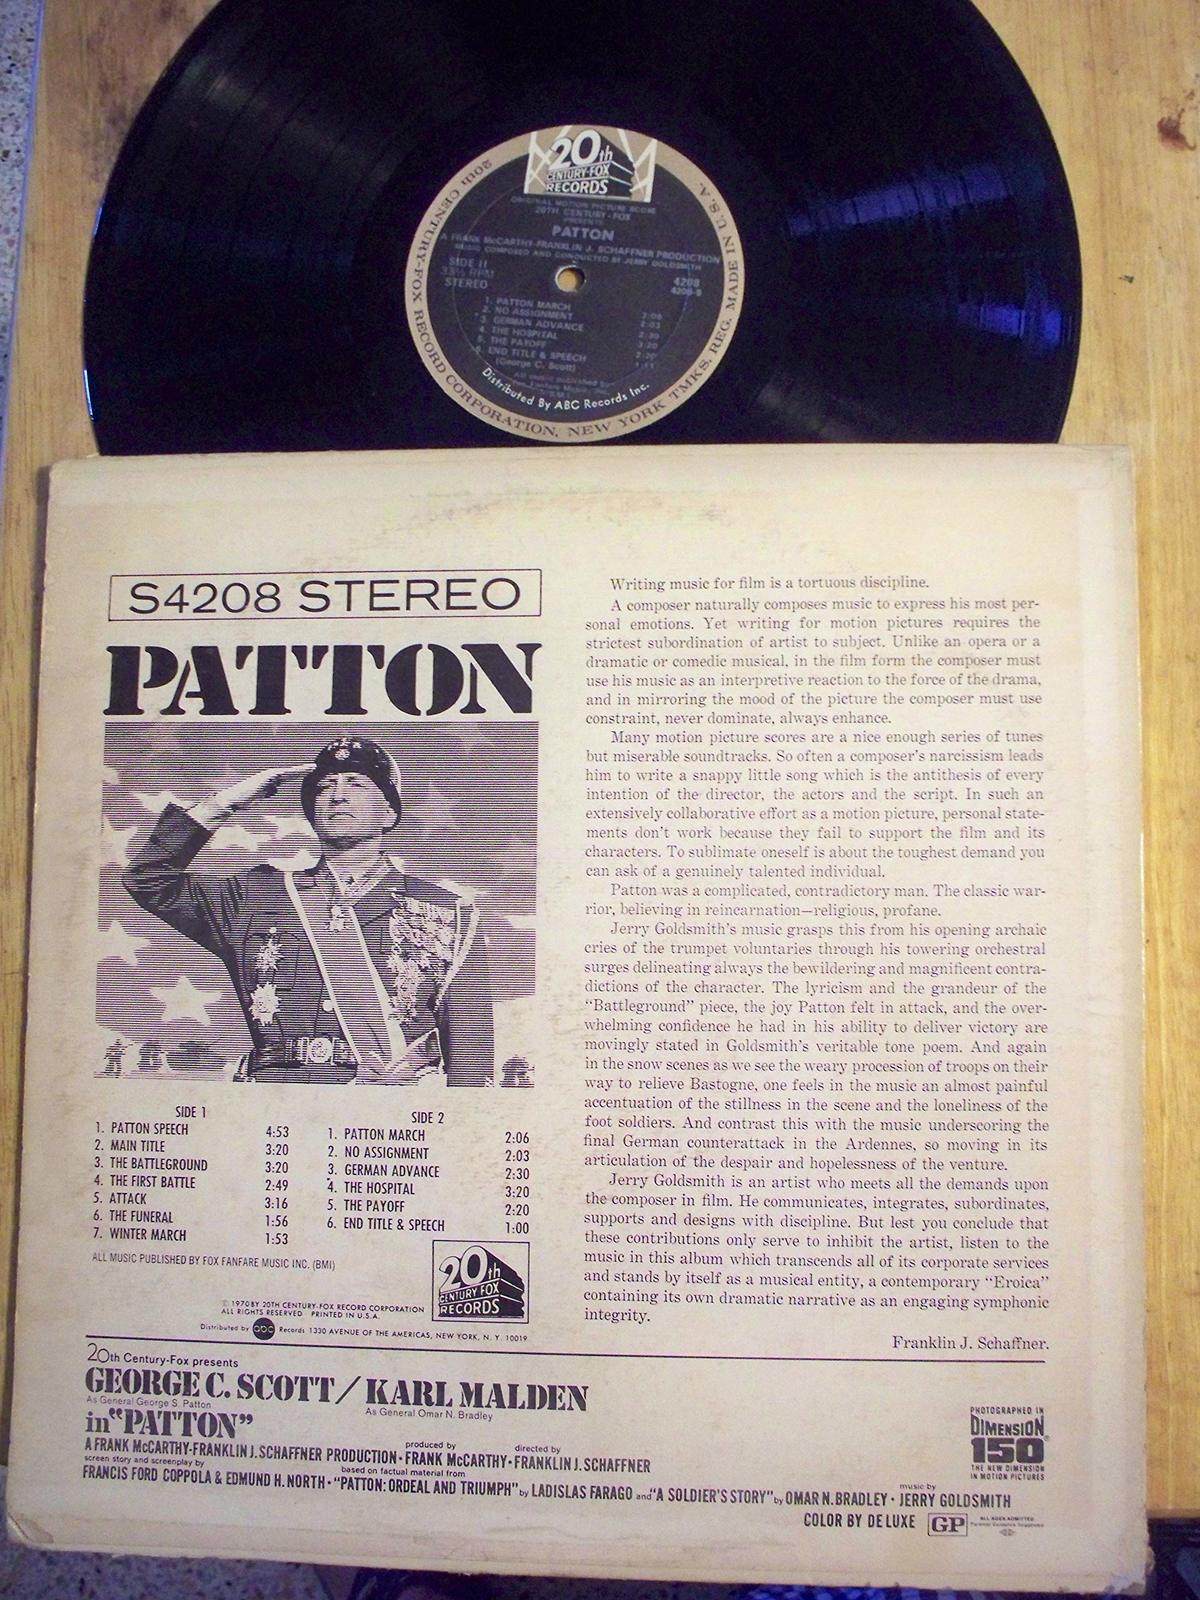 20th
CENTURY-FOX
RECORDS
20th CENTURY-FOX RECORD CORPORATION, NEW YORK TMKS. REG. MADE IN U.S.A.
ORIGINAL MOTION PICTURE SCORE
20TH CENTURY-FOX
PRESENTS
PATTON
A FRANK McCARTHY-FRANKLIN J. SCHAFFNER PRODUCTION
MUSIC COMPOSED AND CONDUCTED BY JERRY GOLDSMITH
SIDE II
33⅓ RPM
STEREO
4208
4208-B
1. PATTON MARCH 2:06
2. NO ASSIGNMENT 2:03
3. GERMAN ADVANCE 2:30
4. THE HOSPITAL 3:20
5. THE PAYOFF 2:20
6. END TITLE & SPEECH
(George C. Scott)
Distributed By ABC Records Inc.
S4208 STEREO
PATTON
SIDE 1
1. PATTON SPEECH 4:53
2. MAIN TITLE 3:20
3. THE BATTLEGROUND 3:20
4. THE FIRST BATTLE 2:49
5. ATTACK 3:16
6. THE FUNERAL 1:56
7. WINTER MARCH 1:53
SIDE 2
1. PATTON MARCH 2:06
2. NO ASSIGNMENT 2:03
3. GERMAN ADVANCE 2:30
4. THE HOSPITAL 3:20
5. THE PAYOFF 2:20
6. END TITLE & SPEECH 1:00
ALL MUSIC PUBLISHED BY FOX FANFARE MUSIC INC. (BMI)
20th
CENTURY FOX
RECORDS
© 1970 BY 20TH CENTURY-FOX RECORD CORPORATION
ALL RIGHTS RESERVED PRINTED IN U.S.A.
Distributed by abc Records 1330 AVENUE OF THE AMERICAS, NEW YORK, N. Y. 10019
Writing music for film is a tortuous discipline.
A composer naturally composes music to express his most per-
sonal emotions. Yet writing for motion pictures requires the
strictest subordination of artist to subject. Unlike an opera or a
dramatic or comedic musical, in the film form the composer must
use his music as an interpretive reaction to the force of the drama,
and in mirroring the mood of the picture the composer must use
constraint, never dominate, always enhance.
Many motion picture scores are a nice enough series of tunes
but miserable soundtracks. So often a composer's narcissism leads
him to write a snappy little song which is the antithesis of every
intention of the director, the actors and the script. In such an
extensively collaborative effort as a motion picture, personal state-
ments don't work because they fail to support the film and its
characters. To sublimate oneself is about the toughest demand you
can ask of a genuinely talented individual.
Patton was a complicated, contradictory man. The classic war-
rior, believing in reincarnation—religious, profane.
Jerry Goldsmith's music grasps this from his opening archaic
cries of the trumpet voluntaries through his towering orchestral
surges delineating always the bewildering and magnificent contra-
dictions of the character. The lyricism and the grandeur of the
"Battleground" piece, the joy Patton felt in attack, and the over-
whelming confidence he had in his ability to deliver victory are
movingly stated in Goldsmith's veritable tone poem. And again
in the snow scenes as we see the weary procession of troops on their
way to relieve Bastogne, one feels in the music an almost painful
accentuation of the stillness in the scene and the loneliness of the
foot soldiers. And contrast this with the music underscoring the
final German counterattack in the Ardennes, so moving in its
articulation of the despair and hopelessness of the venture.
Jerry Goldsmith is an artist who meets all the demands upon
the composer in film. He communicates, integrates, subordinates,
supports and designs with discipline. But lest you conclude that
these contributions only serve to inhibit the artist, listen to the
music in this album which transcends all of its corporate services
and stands by itself as a musical entity, a contemporary "Eroica"
containing its own dramatic narrative as an engaging symphonic
integrity.
Franklin J. Schaffner.
20th Century-Fox presents
GEORGE C. SCOTT / KARL MALDEN
As General George S. Patton As General Omar N. Bradley
in "PATTON"
A FRANK McCARTHY-FRANKLIN J. SCHAFFNER PRODUCTION • produced by FRANK McCARTHY • directed by FRANKLIN J. SCHAFFNER
screen story and screenplay by FRANCIS FORD COPPOLA & EDMUND H. NORTH • based on factual material from "PATTON: ORDEAL AND TRIUMPH" by LADISLAS FARAGO and "A SOLDIER'S STORY" by OMAR N. BRADLEY • music by JERRY GOLDSMITH
COLOR BY DE LUXE
GP
ALL AGES ADMITTED
Parental Guidance Suggested
PHOTOGRAPHED IN
DIMENSION
150
THE NEW DIMENSION
IN MOTION PICTURES